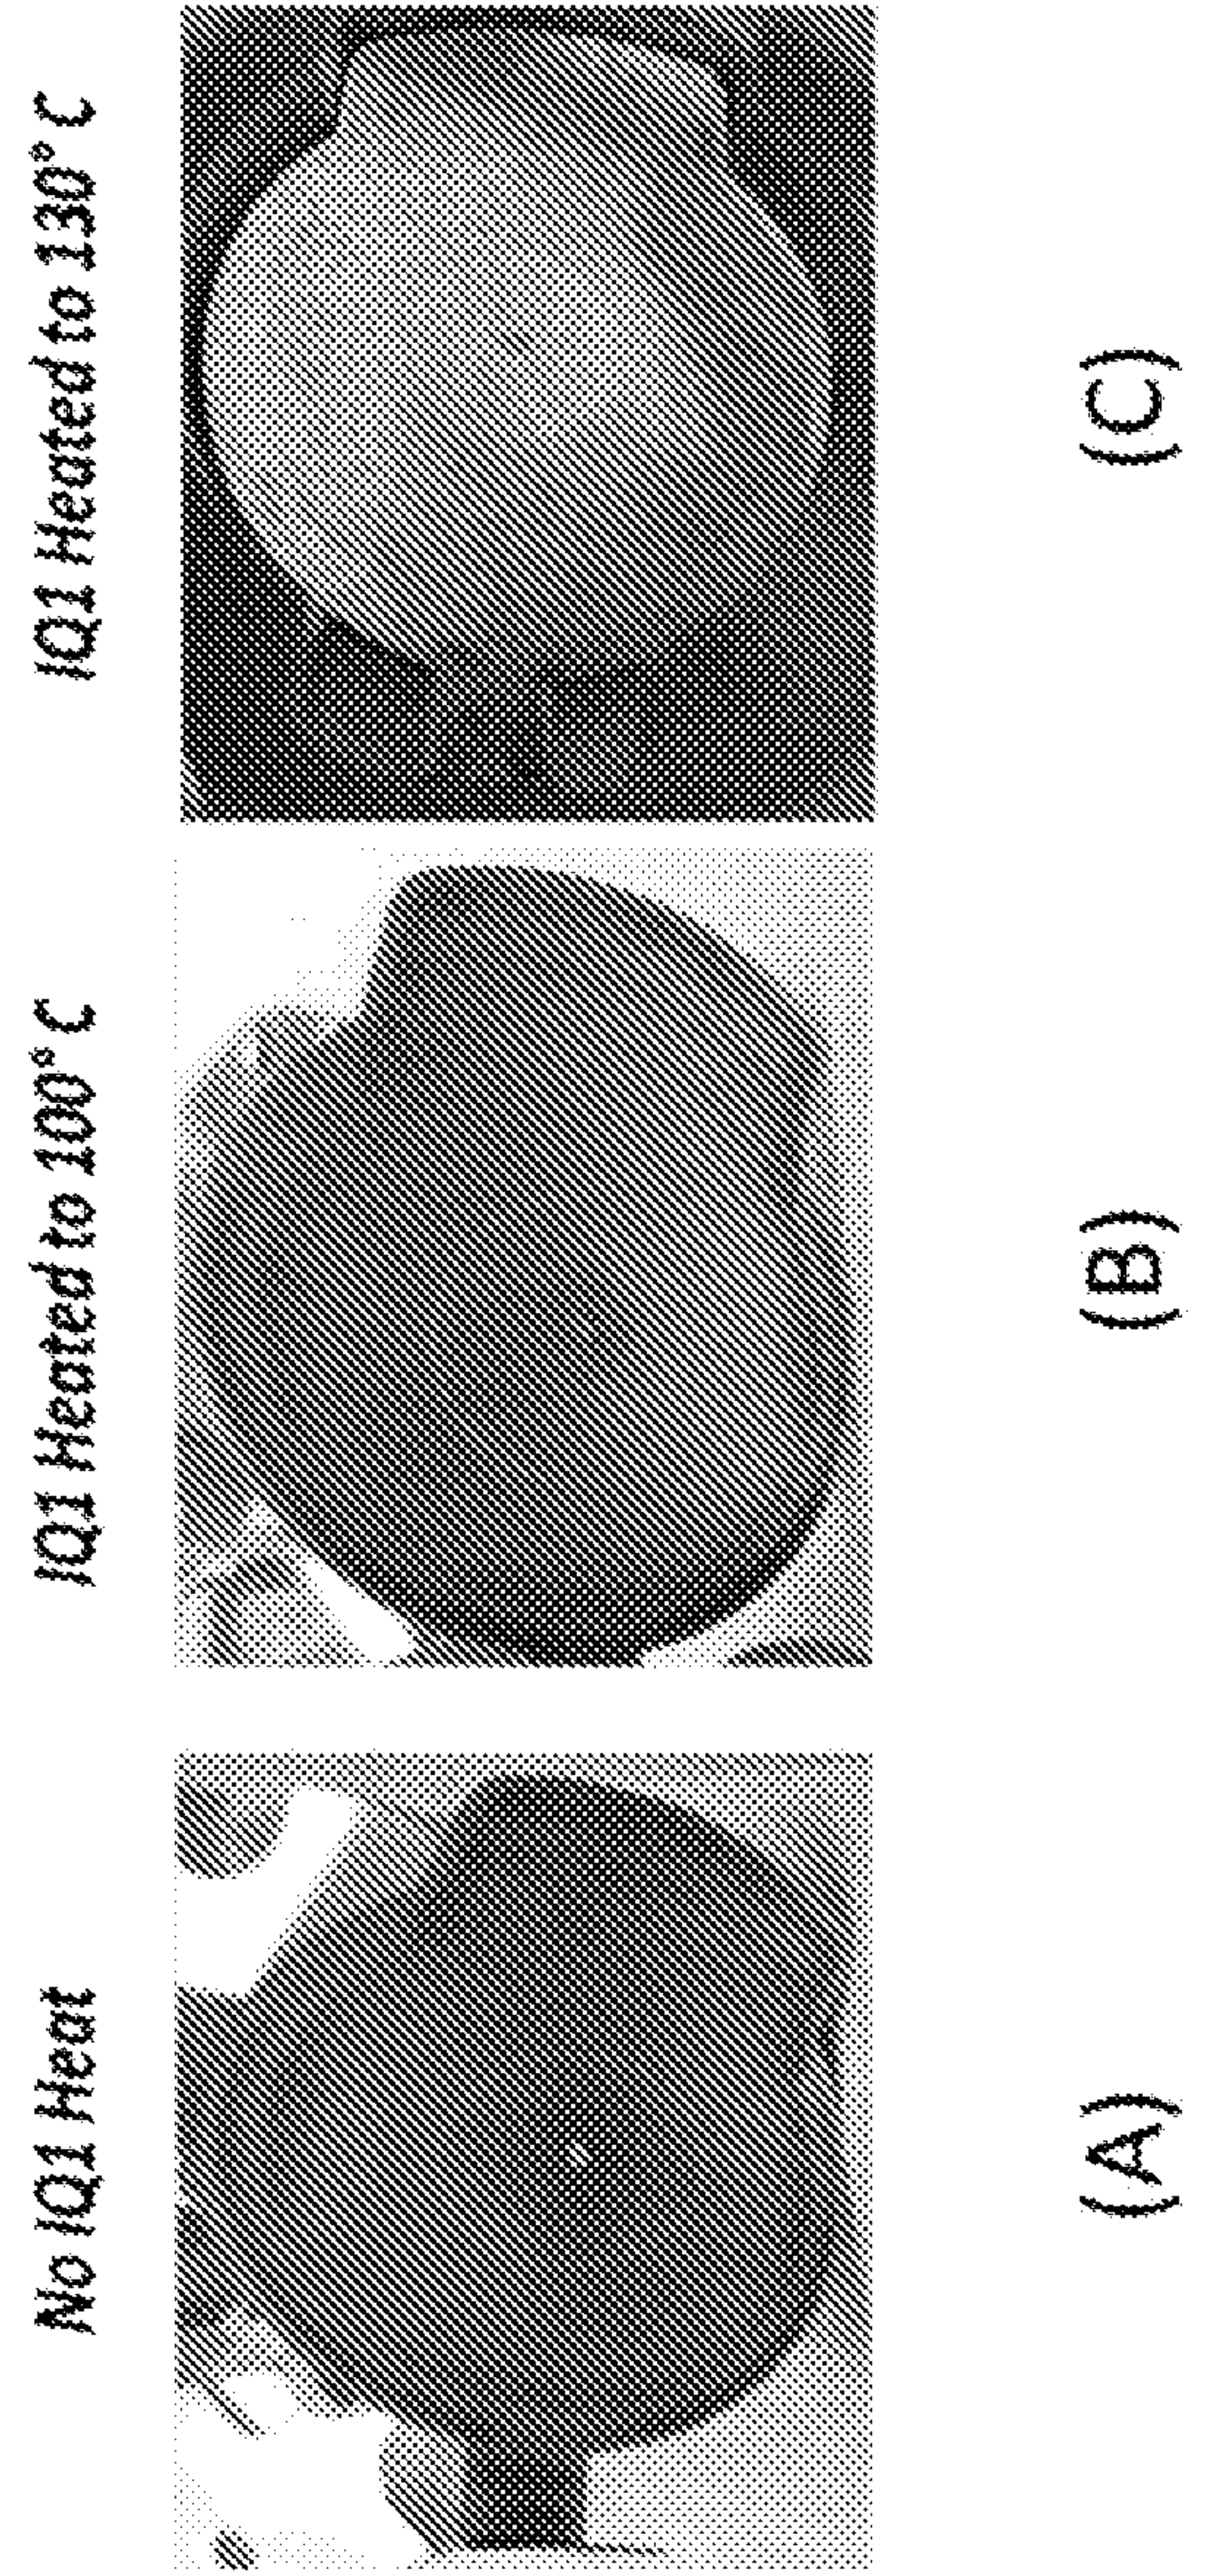 No IQ1 Heat
IQ1 Heated to 100° C
IQ1 Heated to 130° C
(A)
(B)
(C)